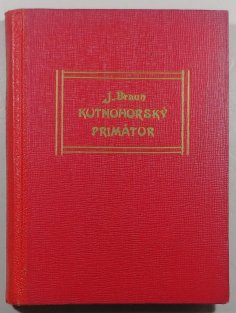 J. Braun
KUTNOHORSKÝ
PRIMÁTOR